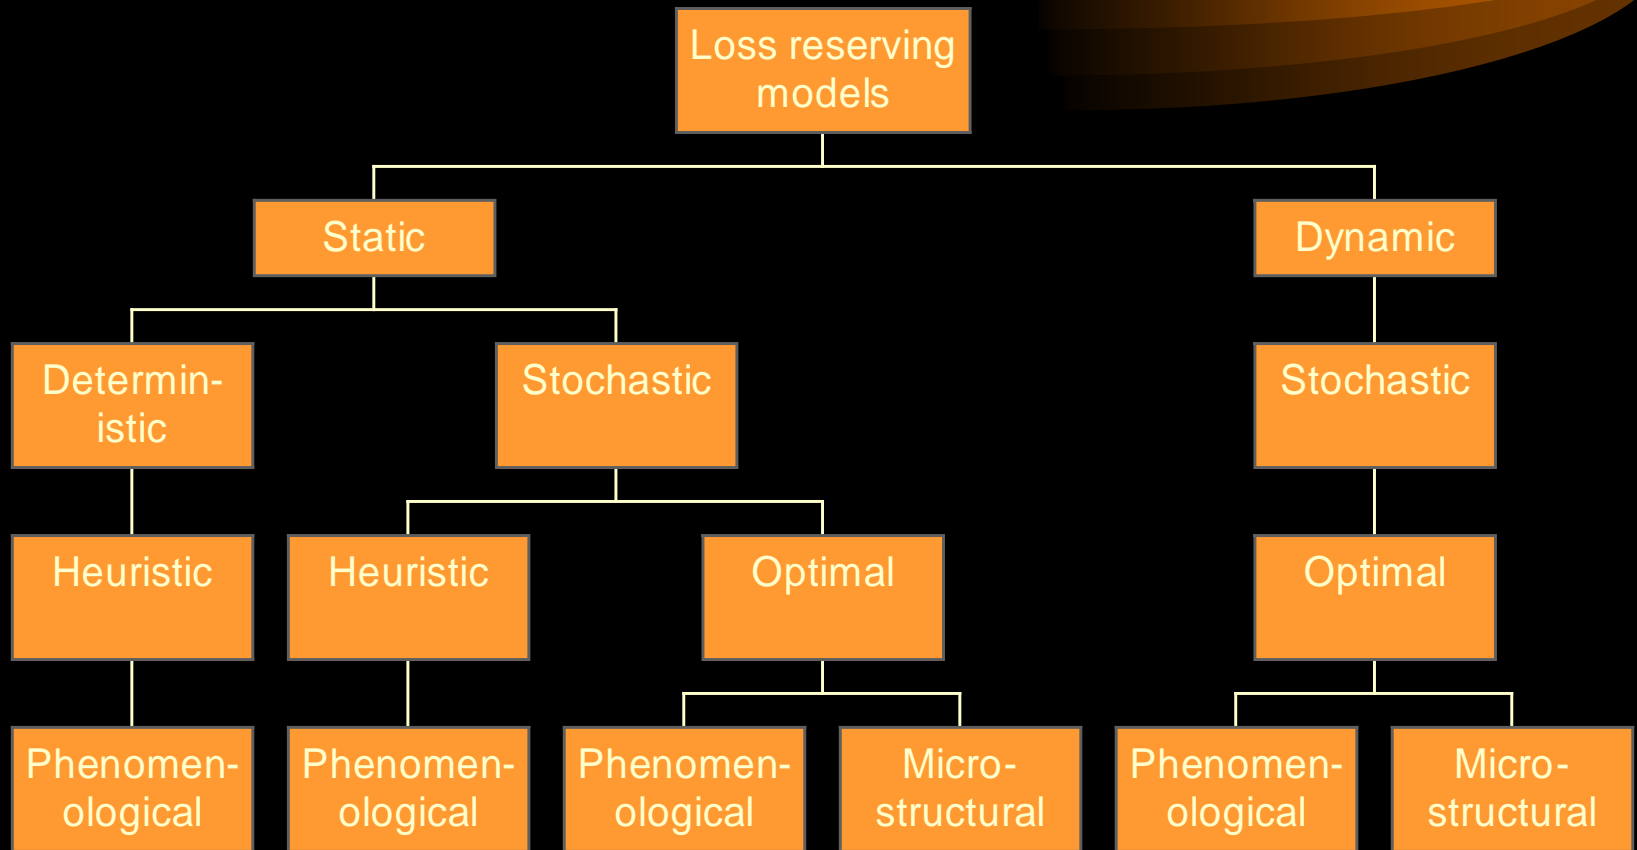 Loss reserving
models
Static
Dynamic
Determin-
istic
Stochastic
Stochastic
Heuristic
Heuristic
Optimal
Optimal
Phenomen-
ological
Phenomen-
ological
Phenomen-
ological
Micro-
structural
Phenomen-
ological
Micro-
structural